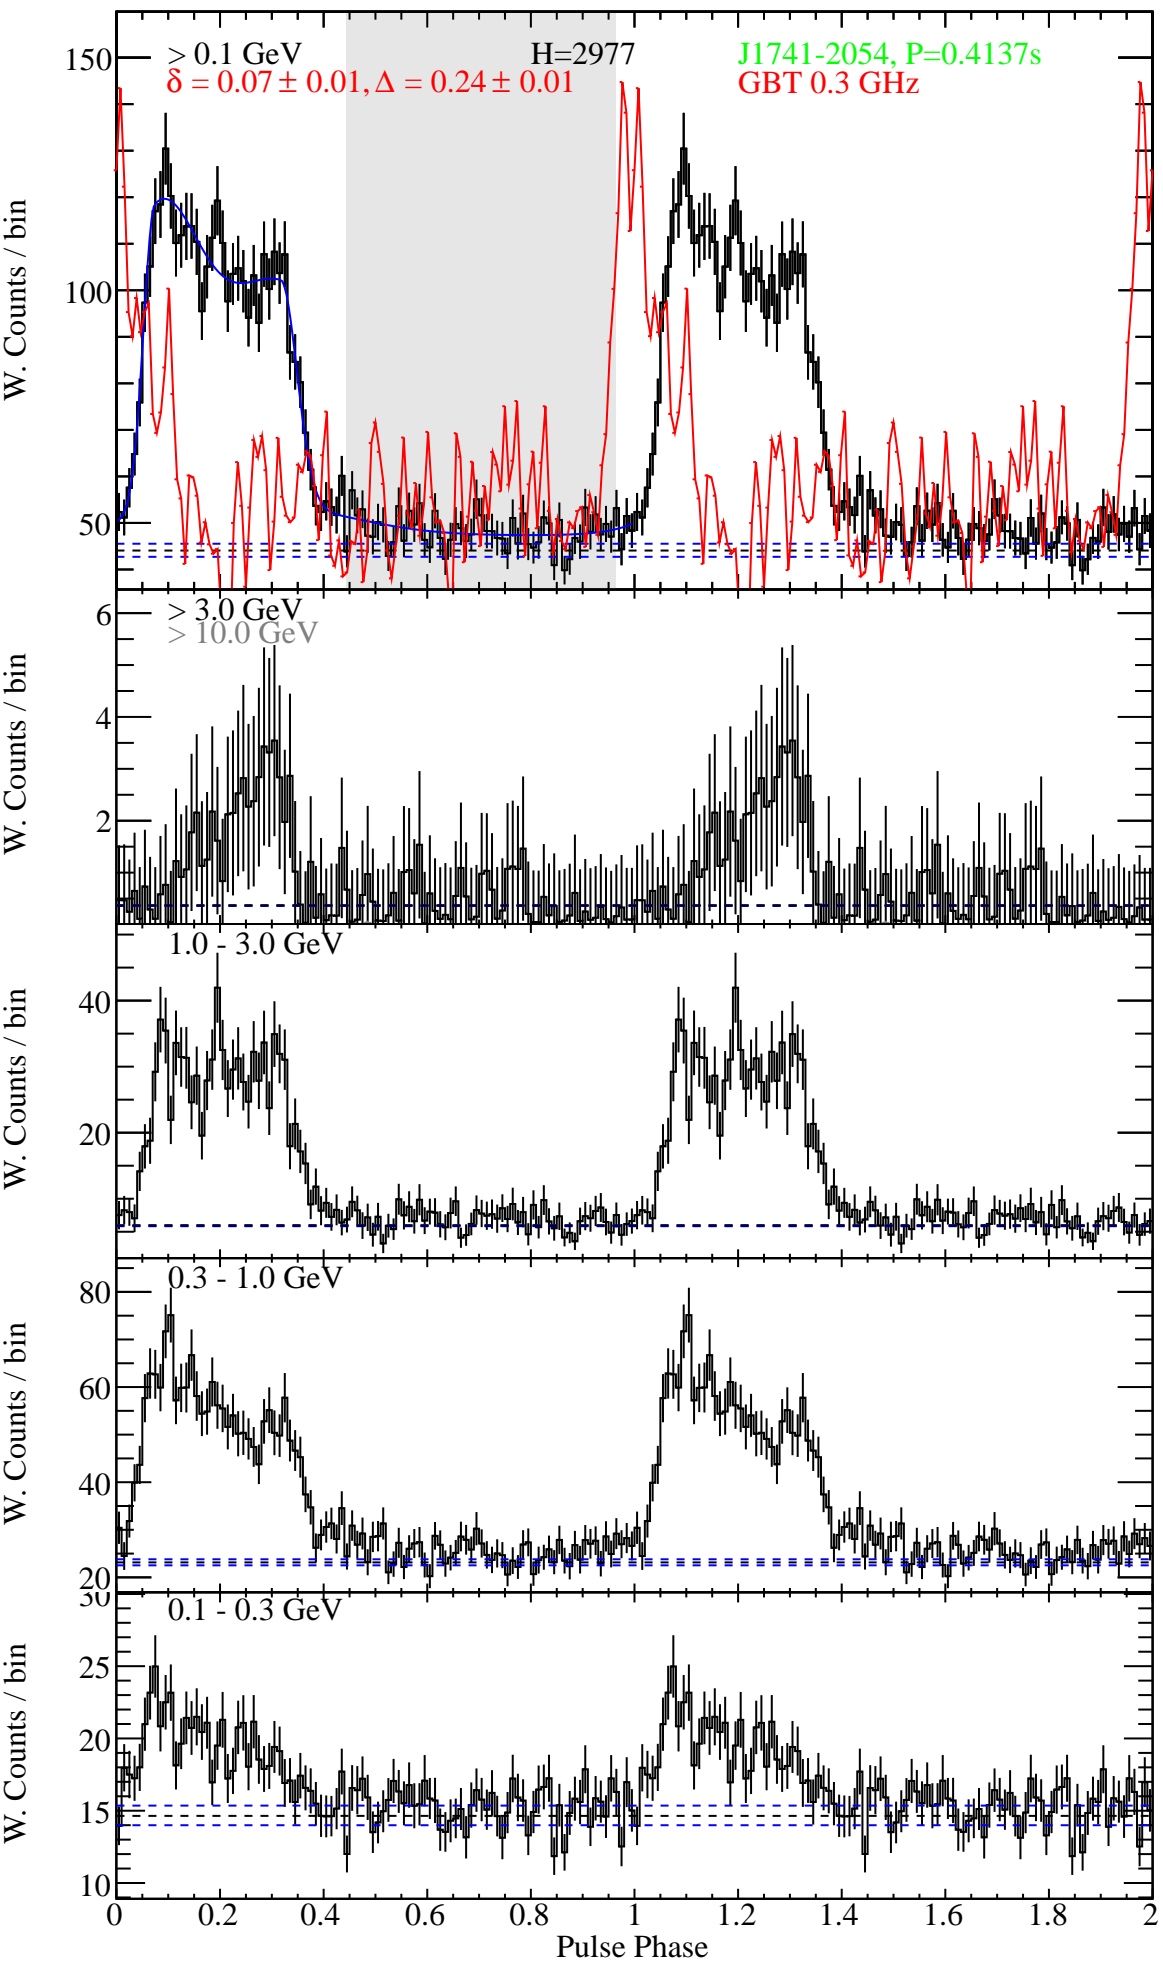 > 0.1 GeV H=2977 J1741-2054, P=0.4137s
δ = 0.07 ± 0.01, Δ = 0.24 ± 0.01 GBT 0.3 GHz
150
100
50
W. Counts / bin
> 3.0 GeV
> 10.0 GeV
6
4
2
W. Counts / bin
1.0 - 3.0 GeV
40
20
W. Counts / bin
0.3 - 1.0 GeV
80
60
40
20
W. Counts / bin
0.1 - 0.3 GeV
30
25
20
15
10
W. Counts / bin
0 0.2 0.4 0.6 0.8 1 1.2 1.4 1.6 1.8 2
Pulse Phase